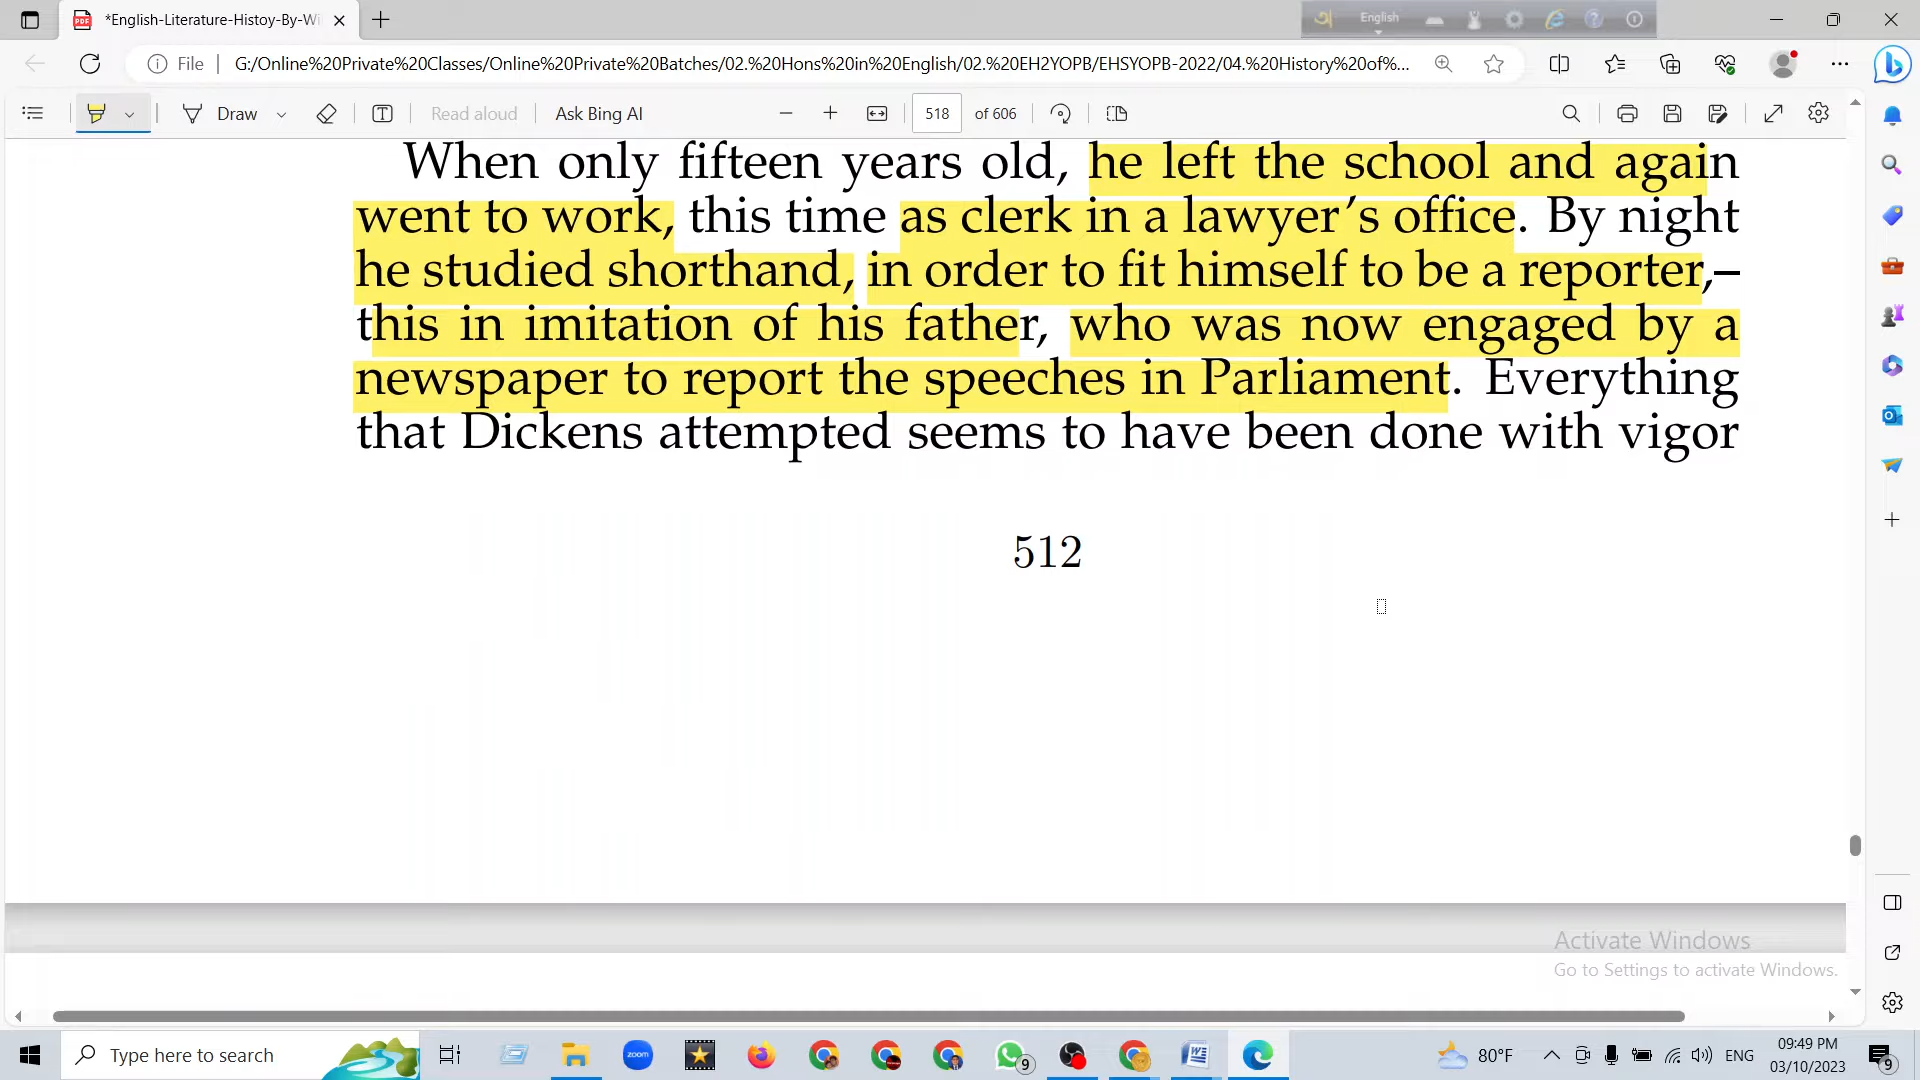 *English-Literature-Histoy-By-Wi
English
File
G:/Online%20Private%20Classes/Online%20Private%20Batches/02.%20Hons%20in%20English/02.%20EH2YOPB/EHSYOPB-2022/04.%20History%20of%...
Draw
Read aloud
Ask Bing AI
518 of 606
When only fifteen years old, he left the school and again
went to work, this time as clerk in a lawyer’s office. By night
he studied shorthand, in order to fit himself to be a reporter,–
this in imitation of his father, who was now engaged by a
newspaper to report the speeches in Parliament. Everything
that Dickens attempted seems to have been done with vigor
512
Activate Windows
Go to Settings to activate Windows.
Type here to search
zoom
9
80°F
ENG
09:49 PM
03/10/2023
9